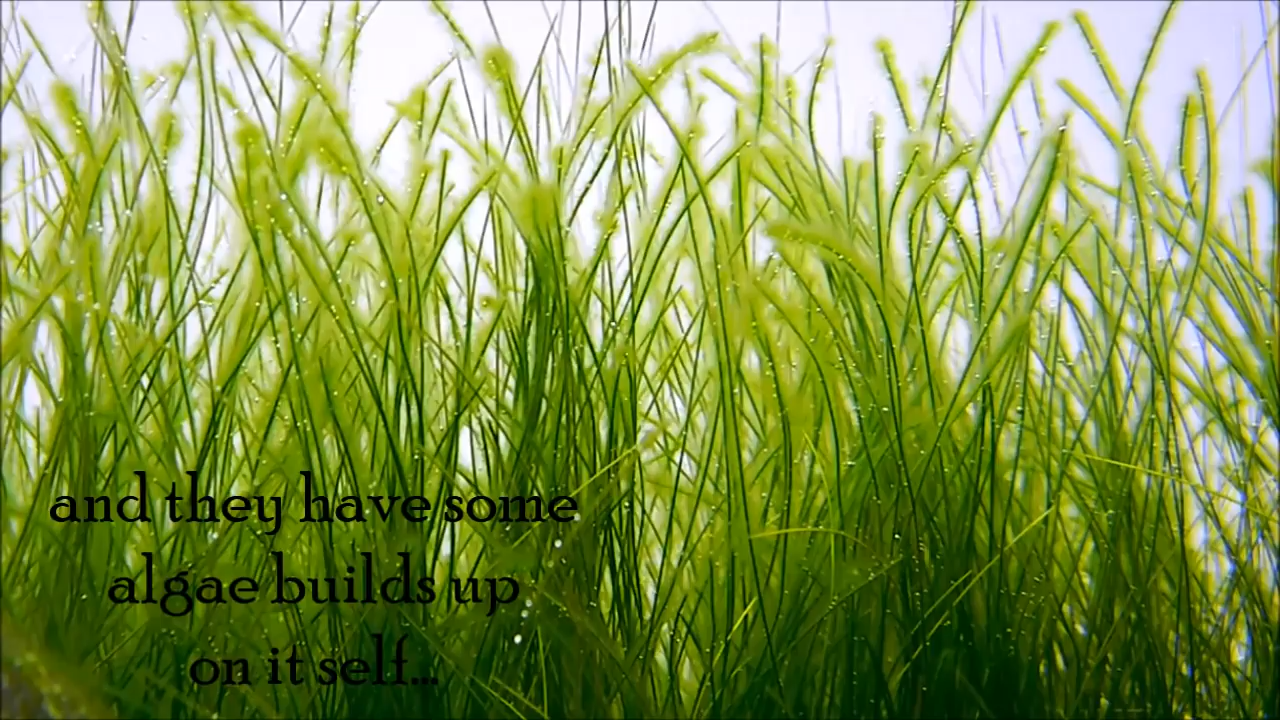 and they have some
algae builds up
on it self...